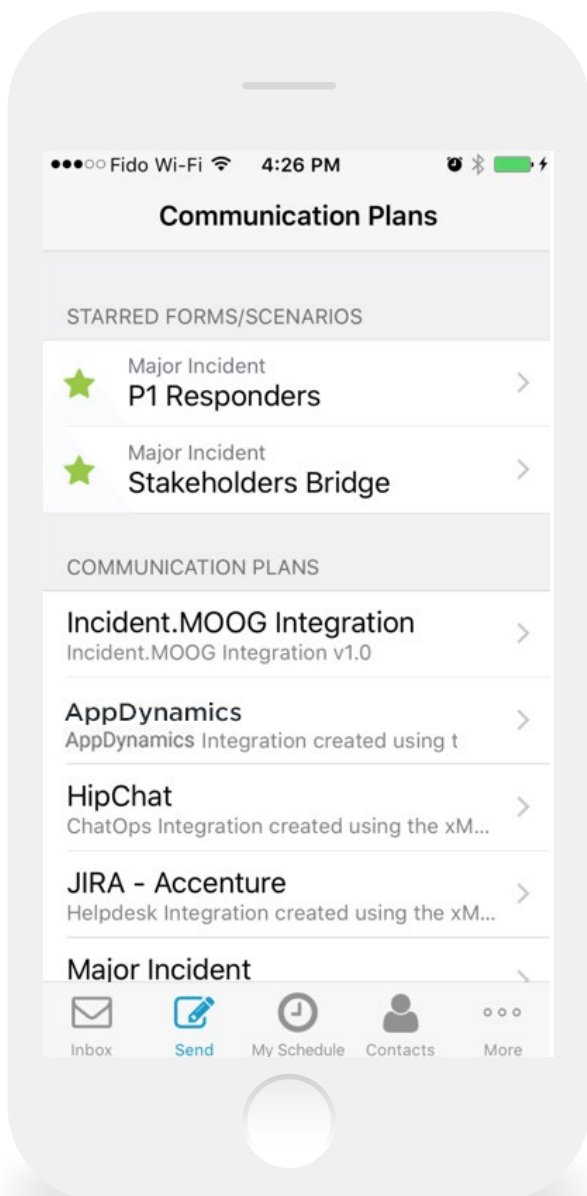 Fido Wi-Fi 4:26 PM
Communication Plans
STARRED FORMS/SCENARIOS
Major Incident
P1 Responders
Major Incident
Stakeholders Bridge
COMMUNICATION PLANS
Incident.MOOG Integration
Incident.MOOG Integration v1.0
AppDynamics
AppDynamics Integration created using t
HipChat
ChatOps Integration created using the xM...
JIRA - Accenture
Helpdesk Integration created using the xM...
Major Incident
Inbox Send My Schedule Contacts More